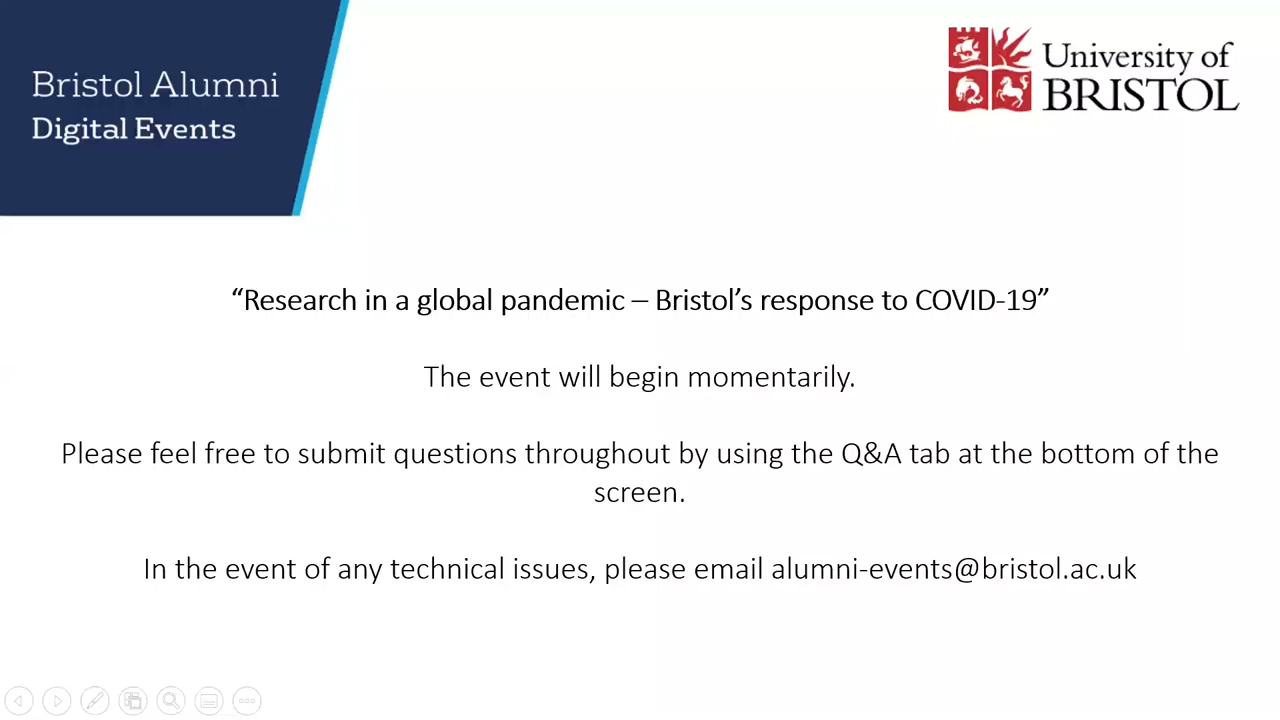 Bristol Alumni
Digital Events
University of
BRISTOL
“Research in a global pandemic – Bristol’s response to COVID-19”
The event will begin momentarily.
Please feel free to submit questions throughout by using the Q&A tab at the bottom of the
screen.
In the event of any technical issues, please email alumni-events@bristol.ac.uk